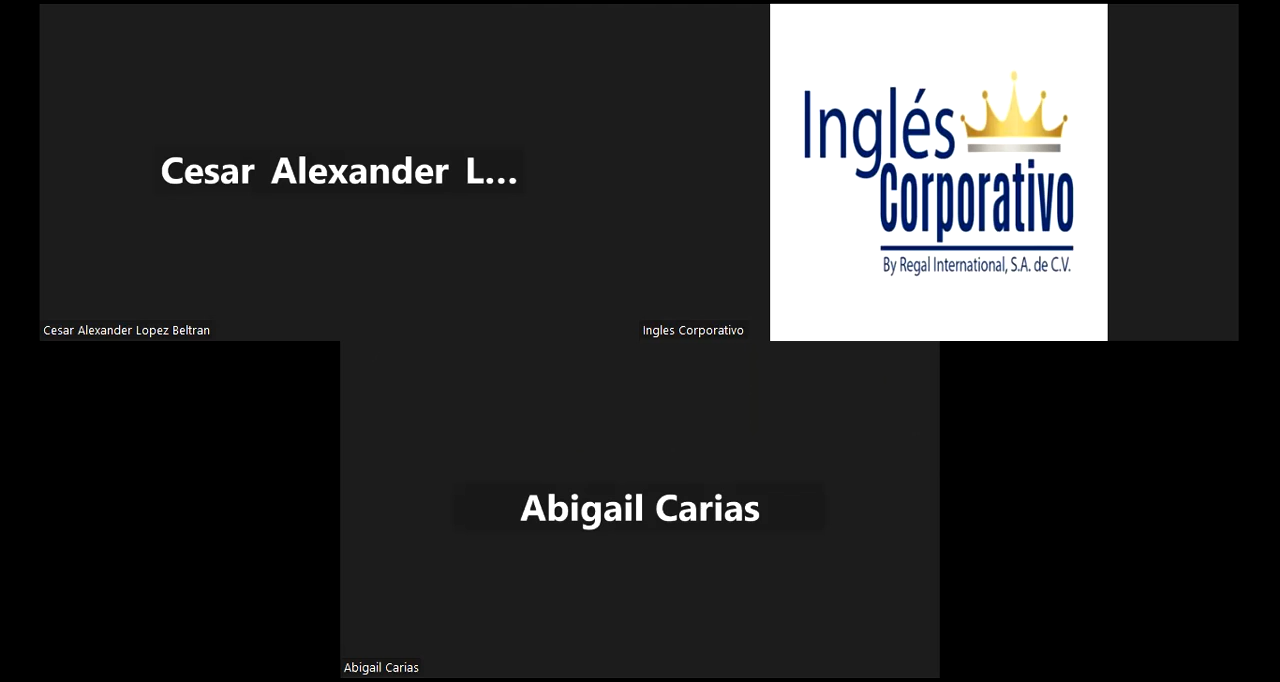 Cesar Alexander L...
Cesar Alexander Lopez Beltran
Inglés
Corporativo
By Regal International, S.A. de C.V.
Ingles Corporativo
Abigail Carias
Abigail Carias